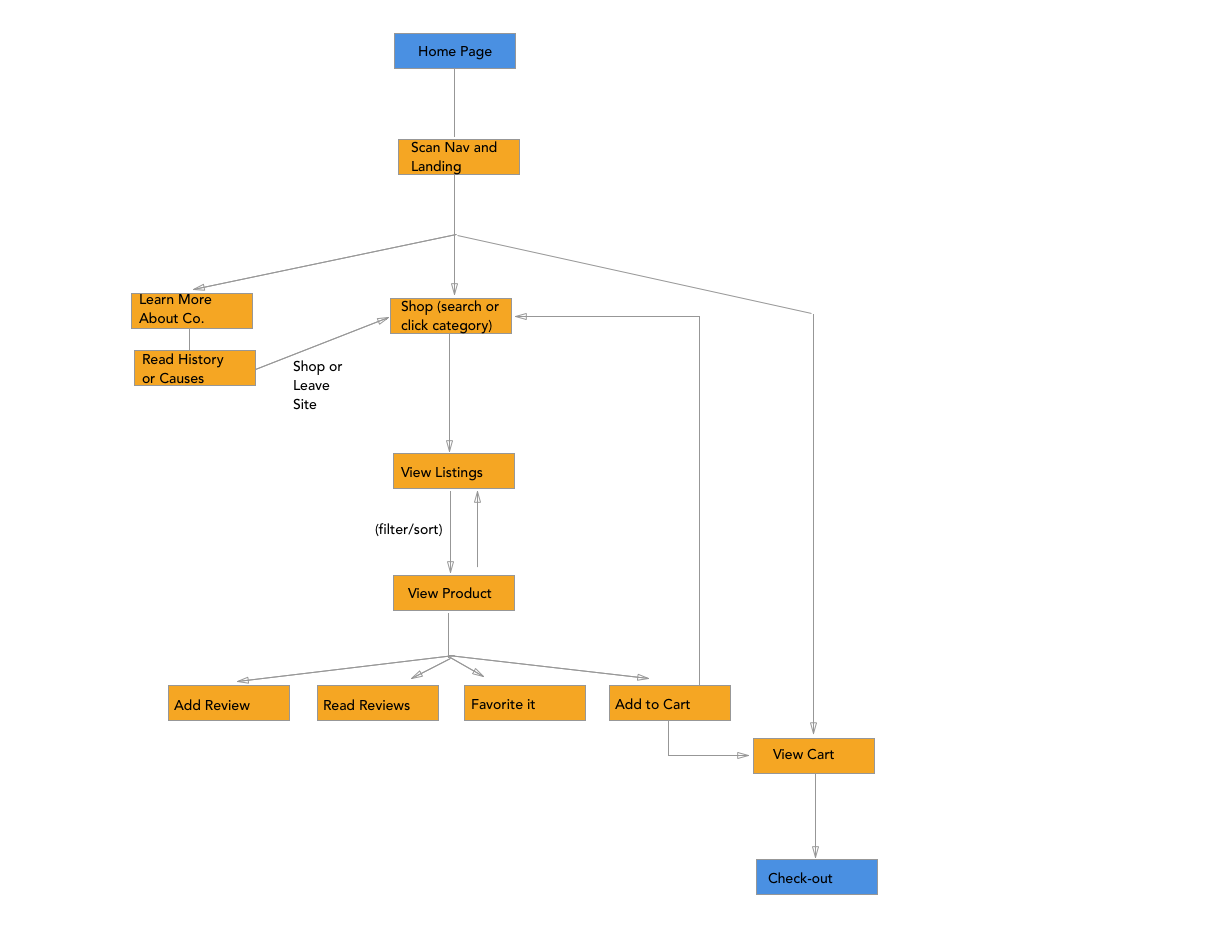 Home Page
Scan Nav and
Landing
Learn More
About Co.
Shop (search or
click category)
Read History
or Causes
Shop or
Leave
Site
View Listings
(filter/sort)
View Product
Add Review
Read Reviews
Favorite it
Add to Cart
View Cart
Check-out